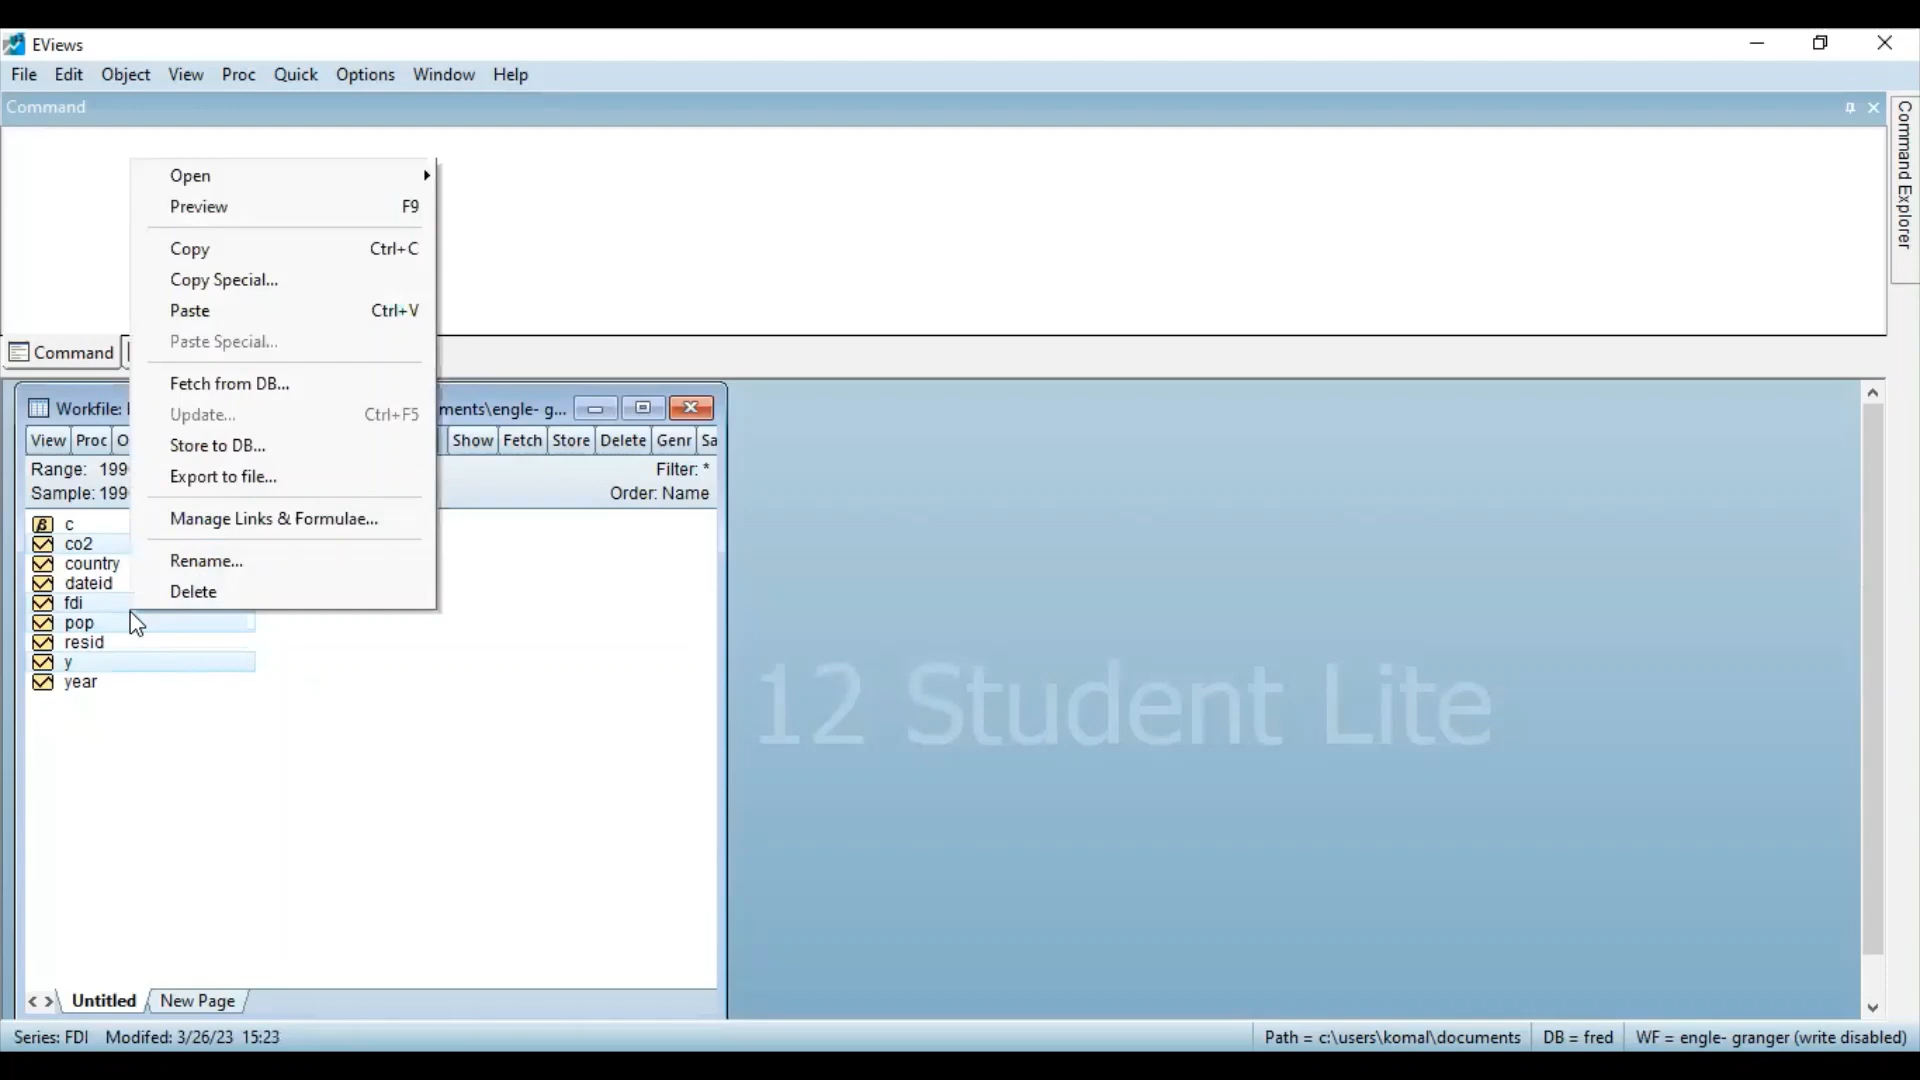 EViews
File Edit Object View Proc Quick Options Window Help
Command
Command Explorer
Open
Preview F9
Copy Ctrl+C
Copy Special...
Paste Ctrl+V
Paste Special...
Fetch from DB...
Update... Ctrl+F5
Store to DB...
Export to file...
Manage Links & Formulae...
Rename...
Delete
Command
Workfile: ments\engle- g...
View Proc Show Fetch Store Delete Genr
Range: 199 Filter: *
Sample: 199 Order: Name
c
co2
country
dateid
fdi
pop
resid
y
year
12 Student Lite
Untitled New Page
Series: FDI Modifed: 3/26/23 15:23 Path = c:\users\komal\documents DB = fred WF = engle- granger (write disabled)